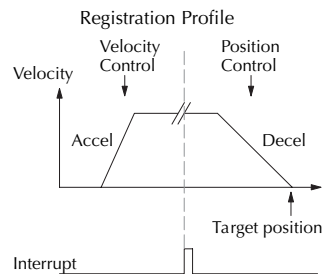 Registration Profile
Velocity
Control
Position
Control
Velocity
Accel
Decel
Target position
Interrupt